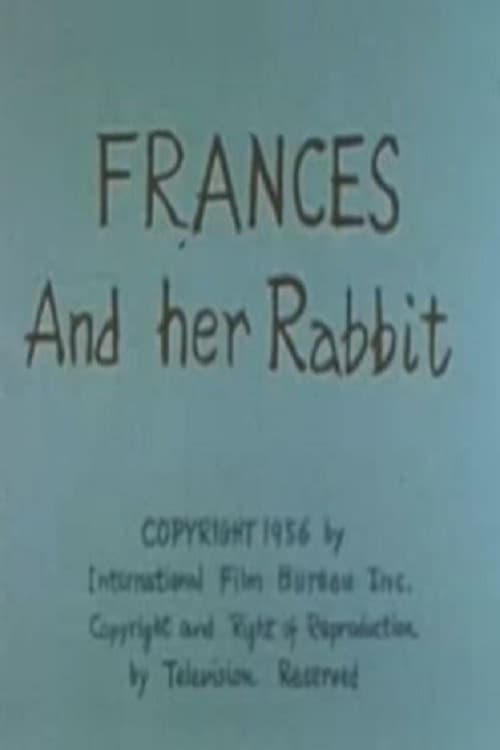 FRANCES
And her Rabbit
COPYRIGHT 1956 by
International Film Bureau Inc.
Copyright and Right of Reproduction
by Television Reserved